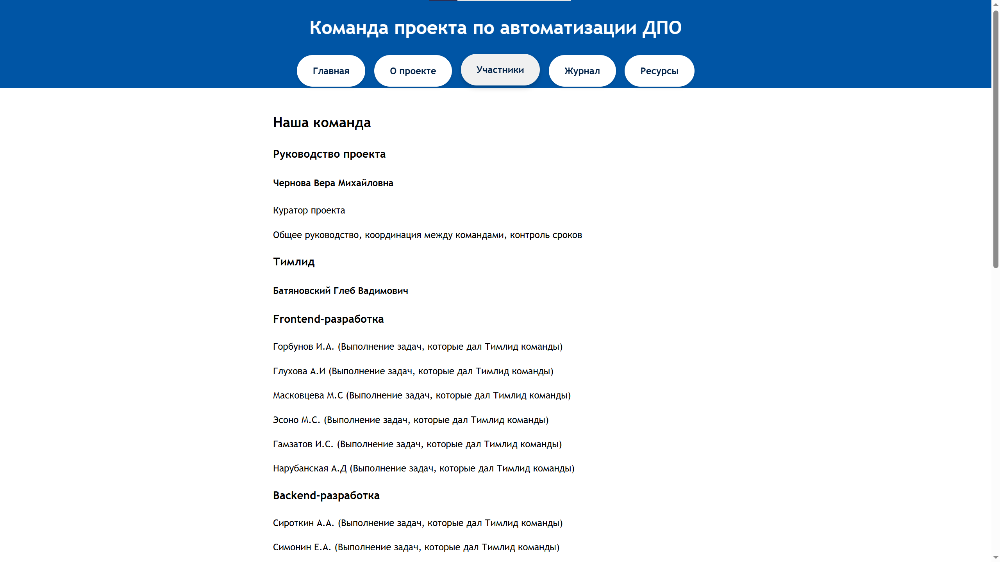 Команда проекта по автоматизации ДПО
Главная
О проекте
Участники
Журнал
Ресурсы
Наша команда
Руководство проекта
Чернова Вера Михайловна
Куратор проекта
Общее руководство, координация между командами, контроль сроков
Тимлид
Батяновский Глеб Вадимович
Frontend-разработка
Горбунов И.А. (Выполнение задач, которые дал Тимлид команды)
Глухова А.И (Выполнение задач, которые дал Тимлид команды)
Масковцева М.С (Выполнение задач, которые дал Тимлид команды)
Эсоно М.С. (Выполнение задач, которые дал Тимлид команды)
Гамзатов И.С. (Выполнение задач, которые дал Тимлид команды)
Нарубанская А.Д (Выполнение задач, которые дал Тимлид команды)
Backend-разработка
Сироткин А.А. (Выполнение задач, которые дал Тимлид команды)
Симонин Е.А. (Выполнение задач, которые дал Тимлид команды)